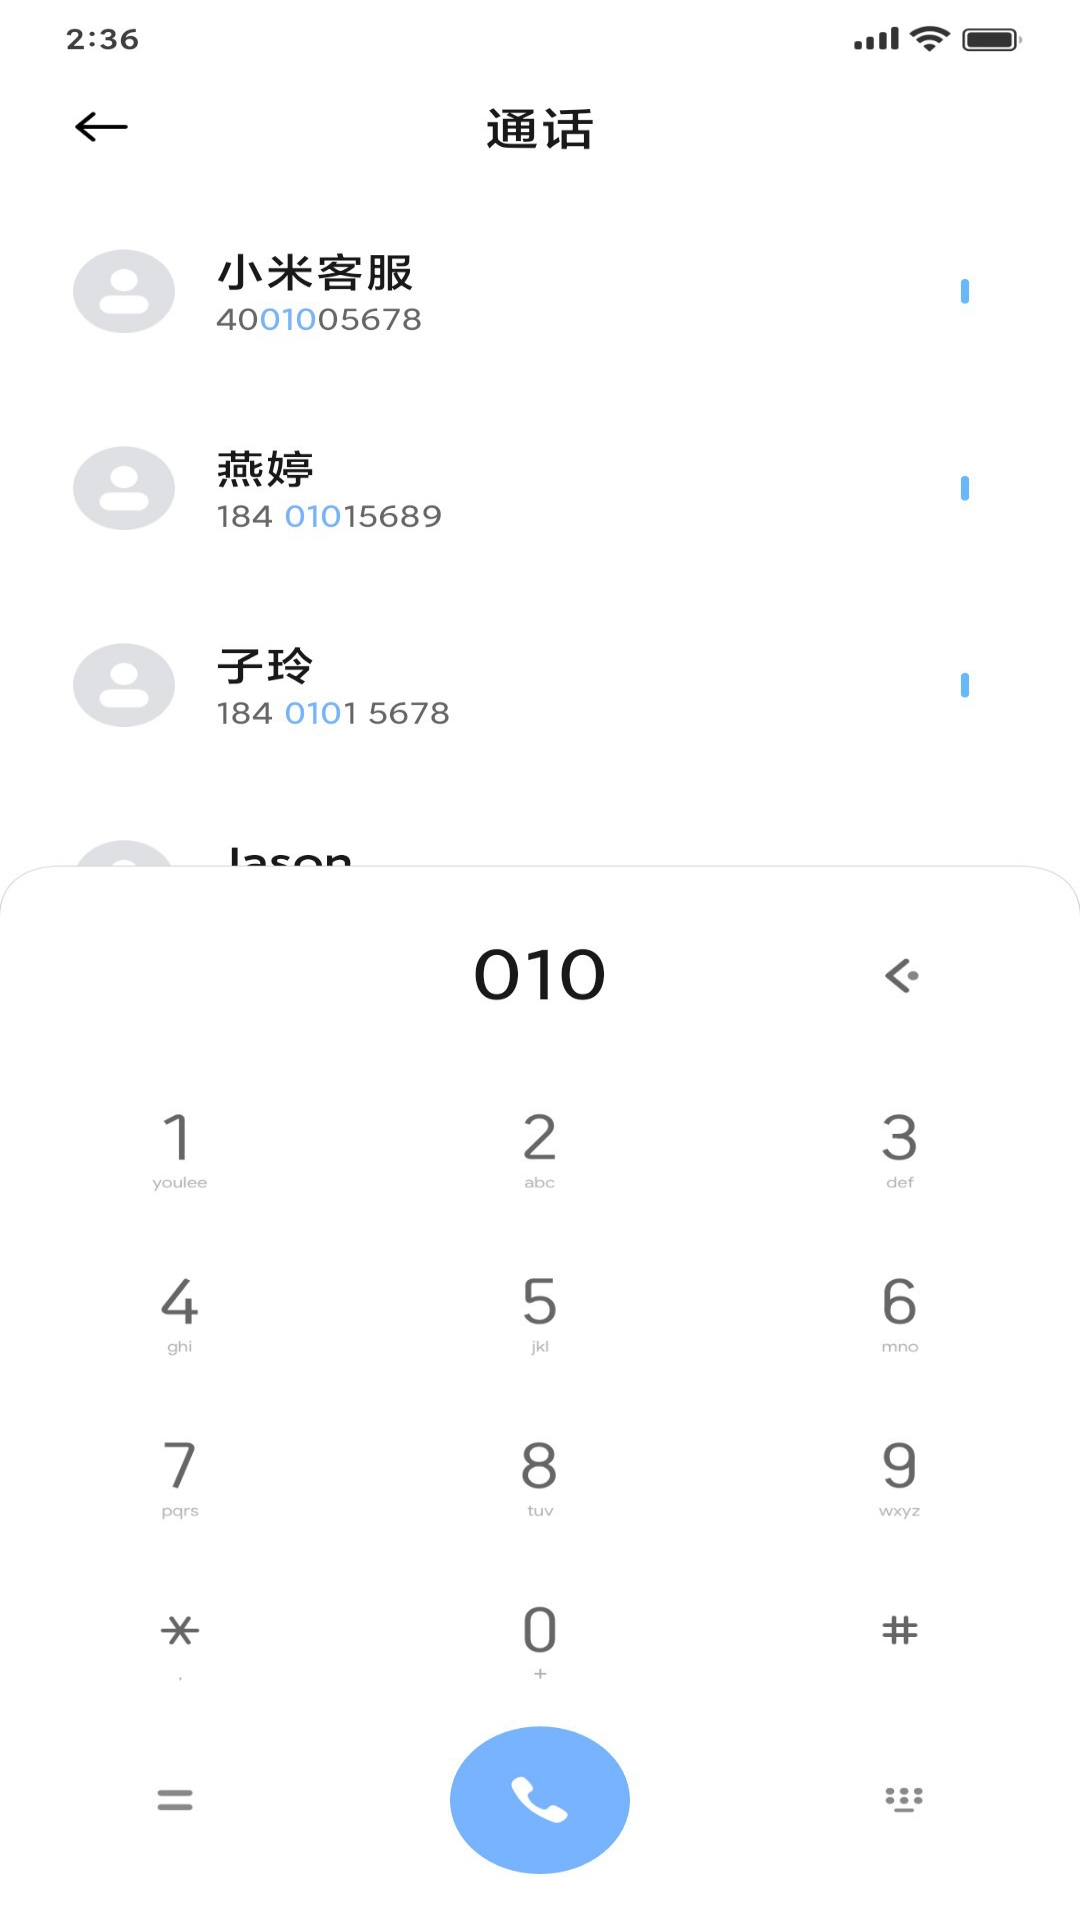 2:36
通话
小米客服
4001005678
燕婷
184 01015689
子玲
184 0101 5678
Jason
010
1 2 3
youlee abc def
4 5 6
ghi jkl mno
7 8 9
pqrs tuv wxyz
* 0 #
, +